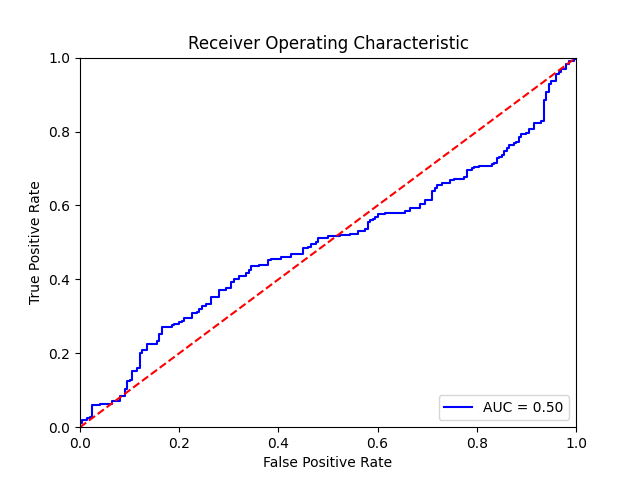 Receiver Operating Characteristic
1.0
0.8
0.6
0.4
0.2
0.0
True Positive Rate
AUC = 0.50
0.0 0.2 0.4 0.6 0.8 1.0
False Positive Rate